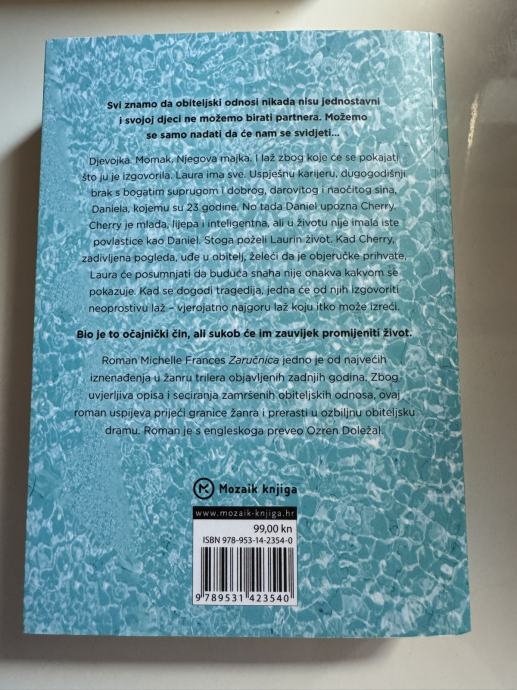 Svi znamo da obiteljski odnosi nikada nisu jednostavni
i svojoj djeci ne možemo birati partnera. Možemo
se samo nadati da će nam se svidjeti...
Djevojka. Momak. Njegova majka. I laž zbog koje će se pokajati
što ju je izgovorila. Laura ima sve. Uspješnu karijeru, dugogodišnji
brak s bogatim suprugom i dobrog, darovitog i naočitog sina,
Daniela, kojemu su 23 godine. No tada Daniel upozna Cherry.
Cherry je mlada, lijepa i inteligentna, ali u životu nije imala iste
povlastice kao Daniel. Stoga poželi Laurin život. Kad Cherry,
zadivljena pogleda, uđe u obitelj, želeći da je objeručke prihvate,
Laura će posumnjati da buduća snaha nije onakva kakvom se
pokazuje. Kad se dogodi tragedija, jedna će od njih izgovoriti
neoprostivu laž – vjerojatno najgoru laž koju itko može izreći.
Bio je to očajnički čin, ali sukob će im zauvijek promijeniti život.
Roman Michelle Frances Zaručnica jedno je od najvećih
iznenađenja u žanru trilera objavljenih zadnjih godina. Zbog
uvjerljiva opisa i seciranja zamršenih obiteljskih odnosa, ovaj
roman uspijeva prijeći granice žanra i prerasti u ozbiljnu obiteljsku
dramu. Roman je s engleskoga preveo Ozren Doležal.
Mozaik knjiga
www.mozaik-knjiga.hr
99,00 kn
ISBN 978-953-14-2354-0
9 789531 423540